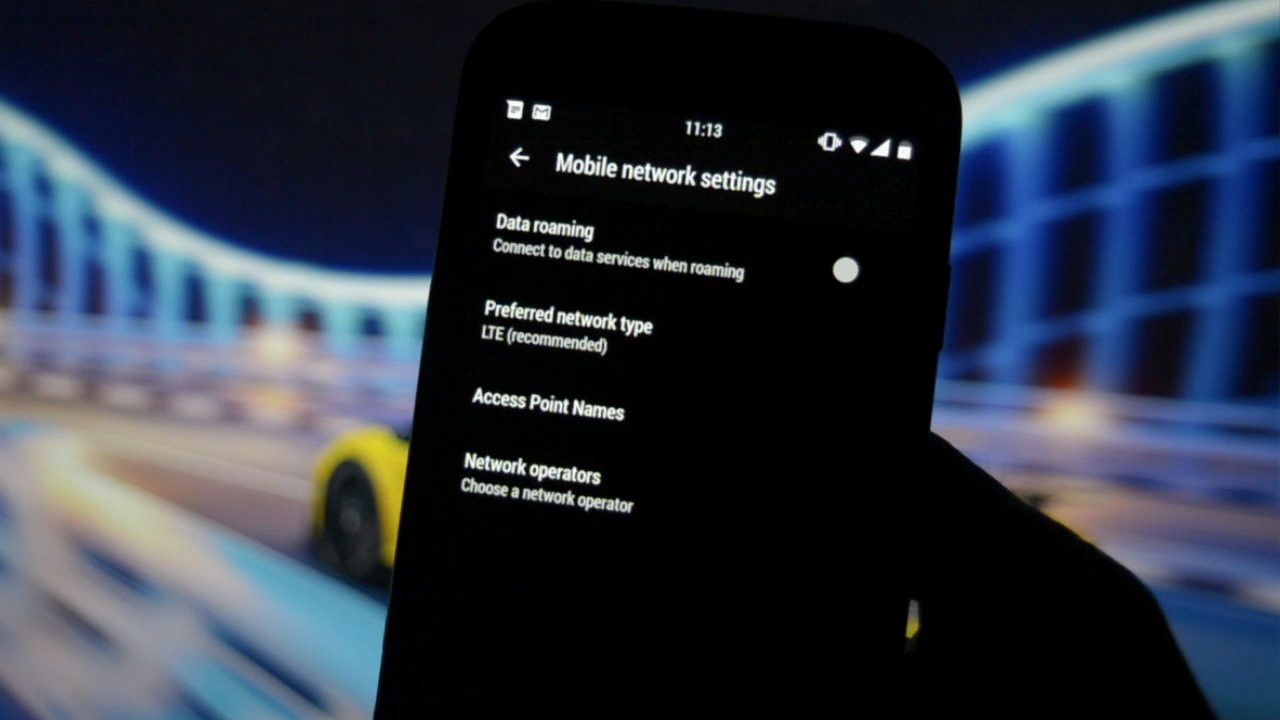 11:13
Mobile network settings
Data roaming
Connect to data services when roaming
Preferred network type
LTE (recommended)
Access Point Names
Network operators
Choose a network operator